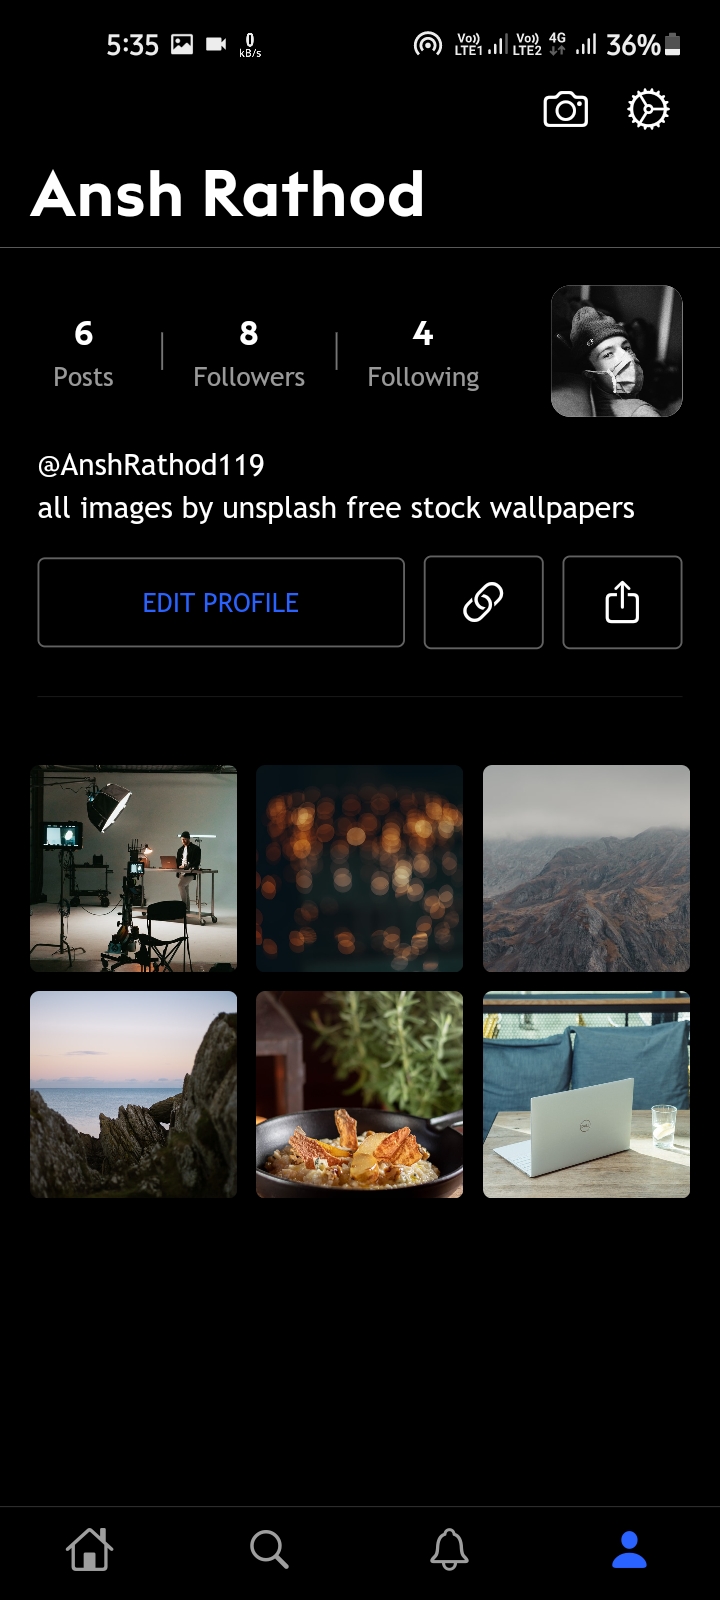 5:35 0 kB/s Vo)) LTE1 Vo)) LTE2 4G 36%
Ansh Rathod
6 8 4
Posts Followers Following
@AnshRathod119
all images by unsplash free stock wallpapers
EDIT PROFILE